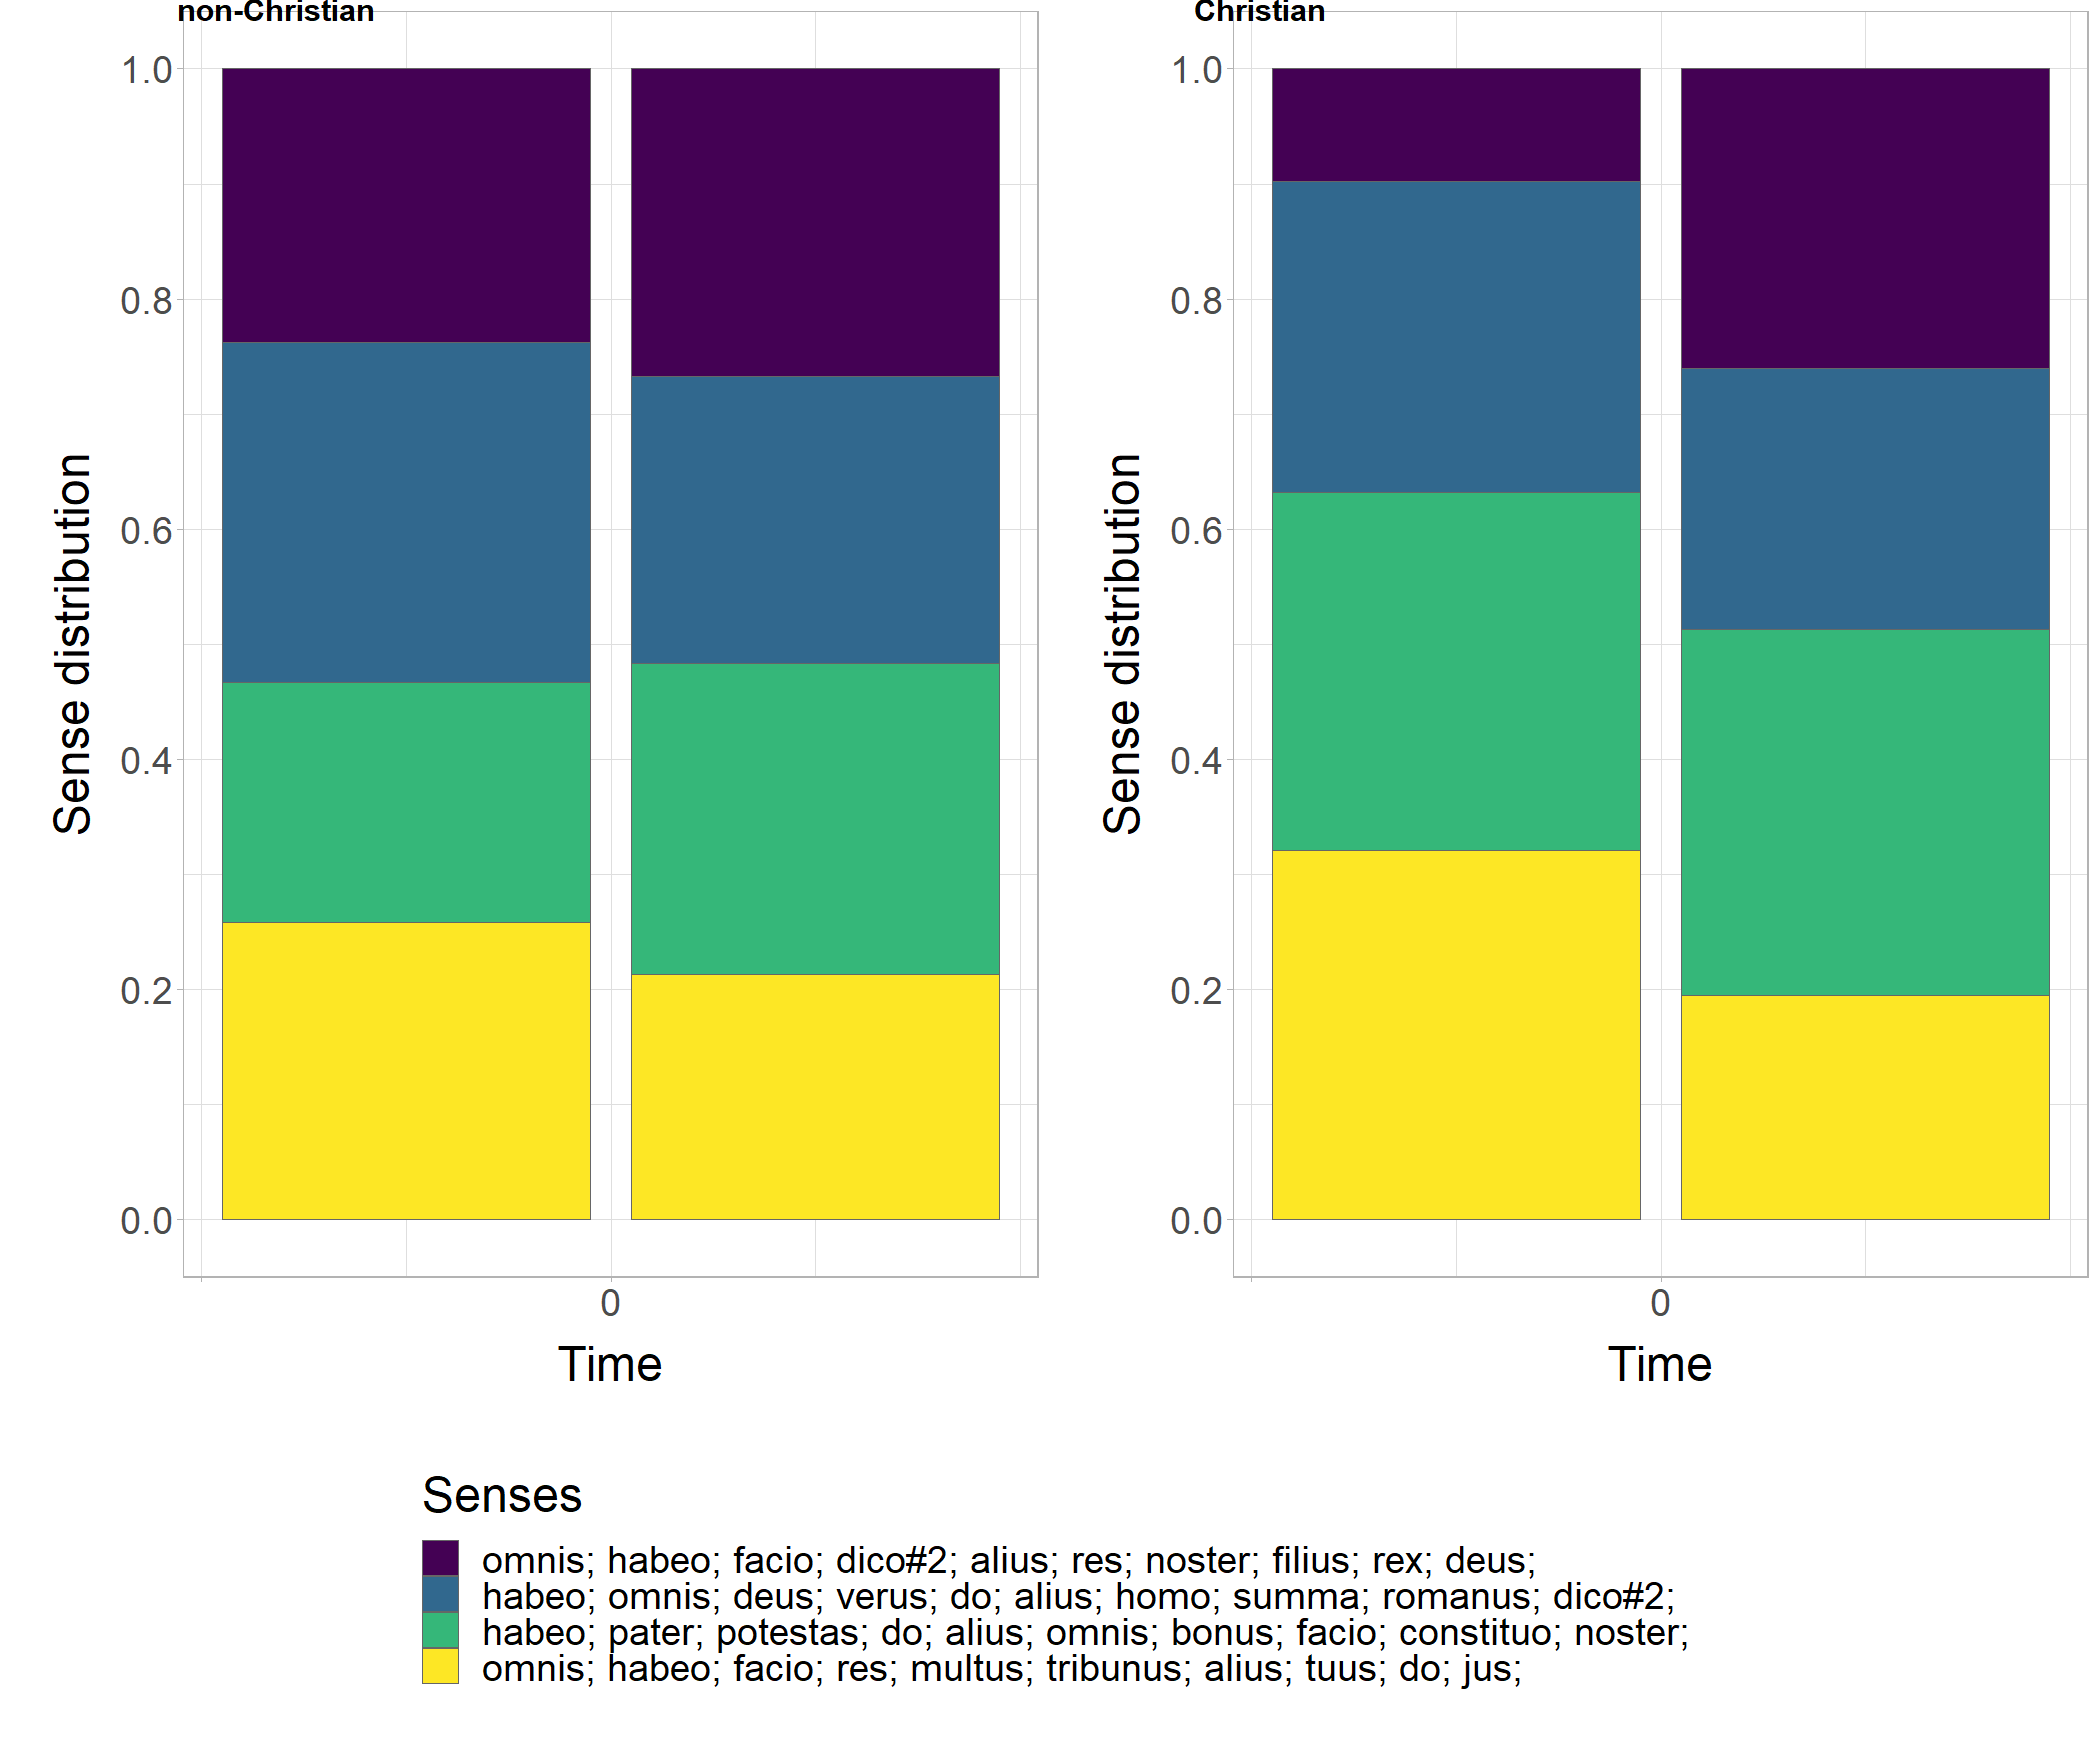 non-Christian
Christian
1.0
0.8
0.6
0.4
0.2
0.0
Sense distribution
0
Time
1.0
0.8
0.6
0.4
0.2
0.0
Sense distribution
0
Time
Senses
omnis; habeo; facio; dico#2; alius; res; noster; filius; rex; deus;
habeo; omnis; deus; verus; do; alius; homo; summa; romanus; dico#2;
habeo; pater; potestas; do; alius; omnis; bonus; facio; constituo; noster;
omnis; habeo; facio; res; multus; tribunus; alius; tuus; do; jus;